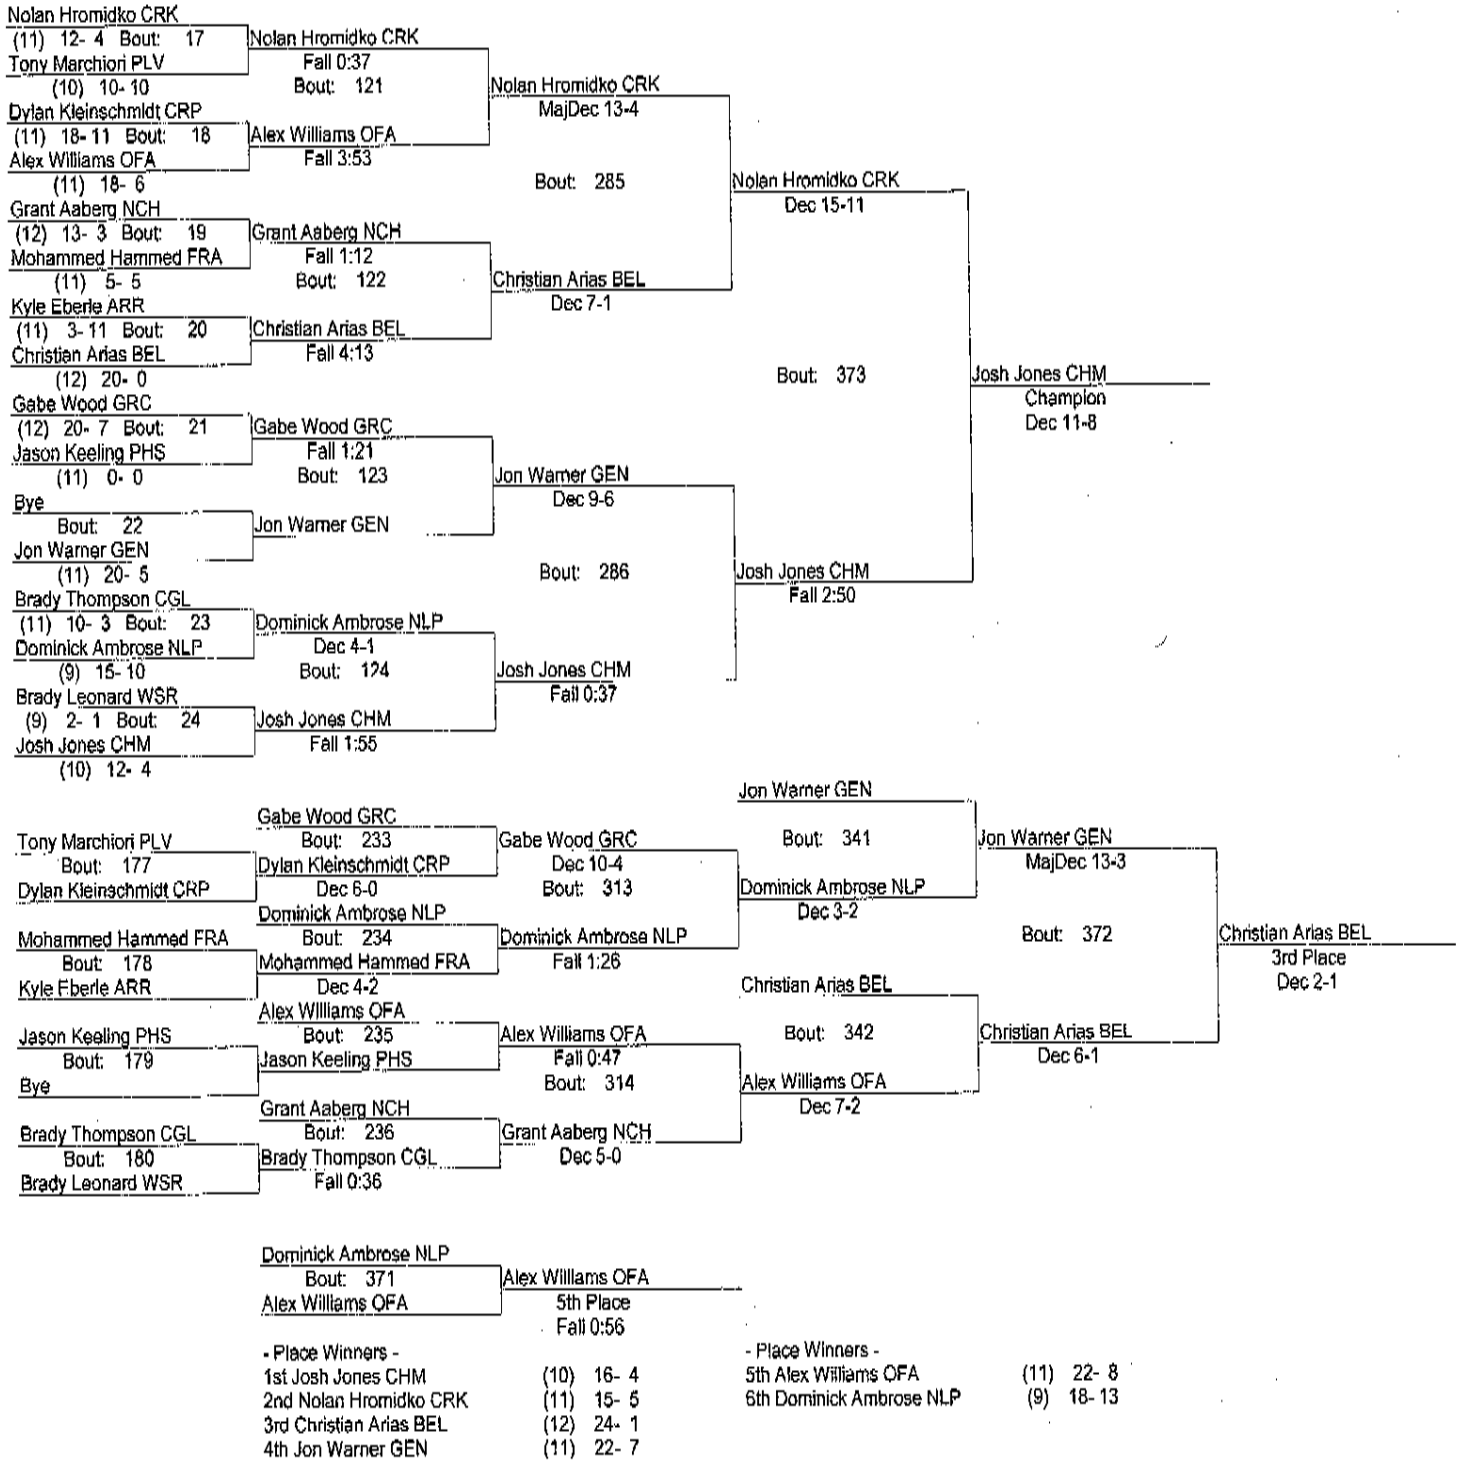 Nolan Hromidko CRK
(11) 12- 4 Bout: 17
Tony Marchiori PLV
(10) 10- 10
Dylan Kleinschmidt CRP
(11) 18- 11 Bout: 18
Alex Williams OFA
(11) 18- 6
Grant Aaberg NCH
(12) 13- 3 Bout: 19
Mohammed Hammed FRA
(11) 5- 5
Kyle Eberle ARR
(11) 3- 11 Bout: 20
Christian Arias BEL
(12) 20- 0
Gabe Wood GRC
(12) 20- 7 Bout: 21
Jason Keeling PHS
(11) 0- 0
Bye
Bout: 22
Jon Warner GEN
(11) 20- 5
Brady Thompson CGL
(11) 10- 3 Bout: 23
Dominick Ambrose NLP
(9) 15- 10
Brady Leonard WSR
(9) 2- 1 Bout: 24
Josh Jones CHM
(10) 12- 4
Nolan Hromidko CRK
Fall 0:37
Bout: 121
Alex Williams OFA
Fall 3:53
Grant Aaberg NCH
Fall 1:12
Bout: 122
Christian Arias BEL
Fall 4:13
Gabe Wood GRC
Fall 1:21
Bout: 123
Jon Warner GEN
Dominick Ambrose NLP
Dec 4-1
Bout: 124
Josh Jones CHM
Fall 1:55
Nolan Hromidko CRK
MajDec 13-4
Bout: 285
Christian Arias BEL
Dec 7-1
Jon Warner GEN
Dec 9-6
Bout: 286
Josh Jones CHM
Fall 0:37
Nolan Hromidko CRK
Dec 15-11
Bout: 373
Josh Jones CHM
Fall 2:50
Josh Jones CHM
Champion
Dec 11-8
Tony Marchiori PLV
Bout: 177
Dylan Kleinschmidt CRP
Mohammed Hammed FRA
Bout: 178
Kyle Eberle ARR
Jason Keeling PHS
Bout: 179
Bye
Brady Thompson CGL
Bout: 180
Brady Leonard WSR
Gabe Wood GRC
Bout: 233
Dylan Kleinschmidt CRP
Dec 6-0
Dominick Ambrose NLP
Bout: 234
Mohammed Hammed FRA
Dec 4-2
Alex Williams OFA
Bout: 235
Jason Keeling PHS
Grant Aaberg NCH
Bout: 236
Brady Thompson CGL
Fall 0:36
Gabe Wood GRC
Dec 10-4
Bout: 313
Dominick Ambrose NLP
Fall 1:26
Alex Williams OFA
Fall 0:47
Bout: 314
Grant Aaberg NCH
Dec 5-0
Jon Warner GEN
Bout: 341
Dominick Ambrose NLP
Dec 3-2
Christian Arias BEL
Bout: 342
Alex Williams OFA
Dec 7-2
Jon Warner GEN
MajDec 13-3
Bout: 372
Christian Arias BEL
Dec 6-1
Christian Arias BEL
3rd Place
Dec 2-1
Dominick Ambrose NLP
Bout: 371
Alex Williams OFA
Alex Williams OFA
5th Place
Fall 0:56
- Place Winners -
1st Josh Jones CHM (10) 16- 4
2nd Nolan Hromidko CRK (11) 15- 5
3rd Christian Arias BEL (12) 24- 1
4th Jon Warner GEN (11) 22- 7
- Place Winners -
5th Alex Williams OFA (11) 22- 8
6th Dominick Ambrose NLP (9) 18- 13